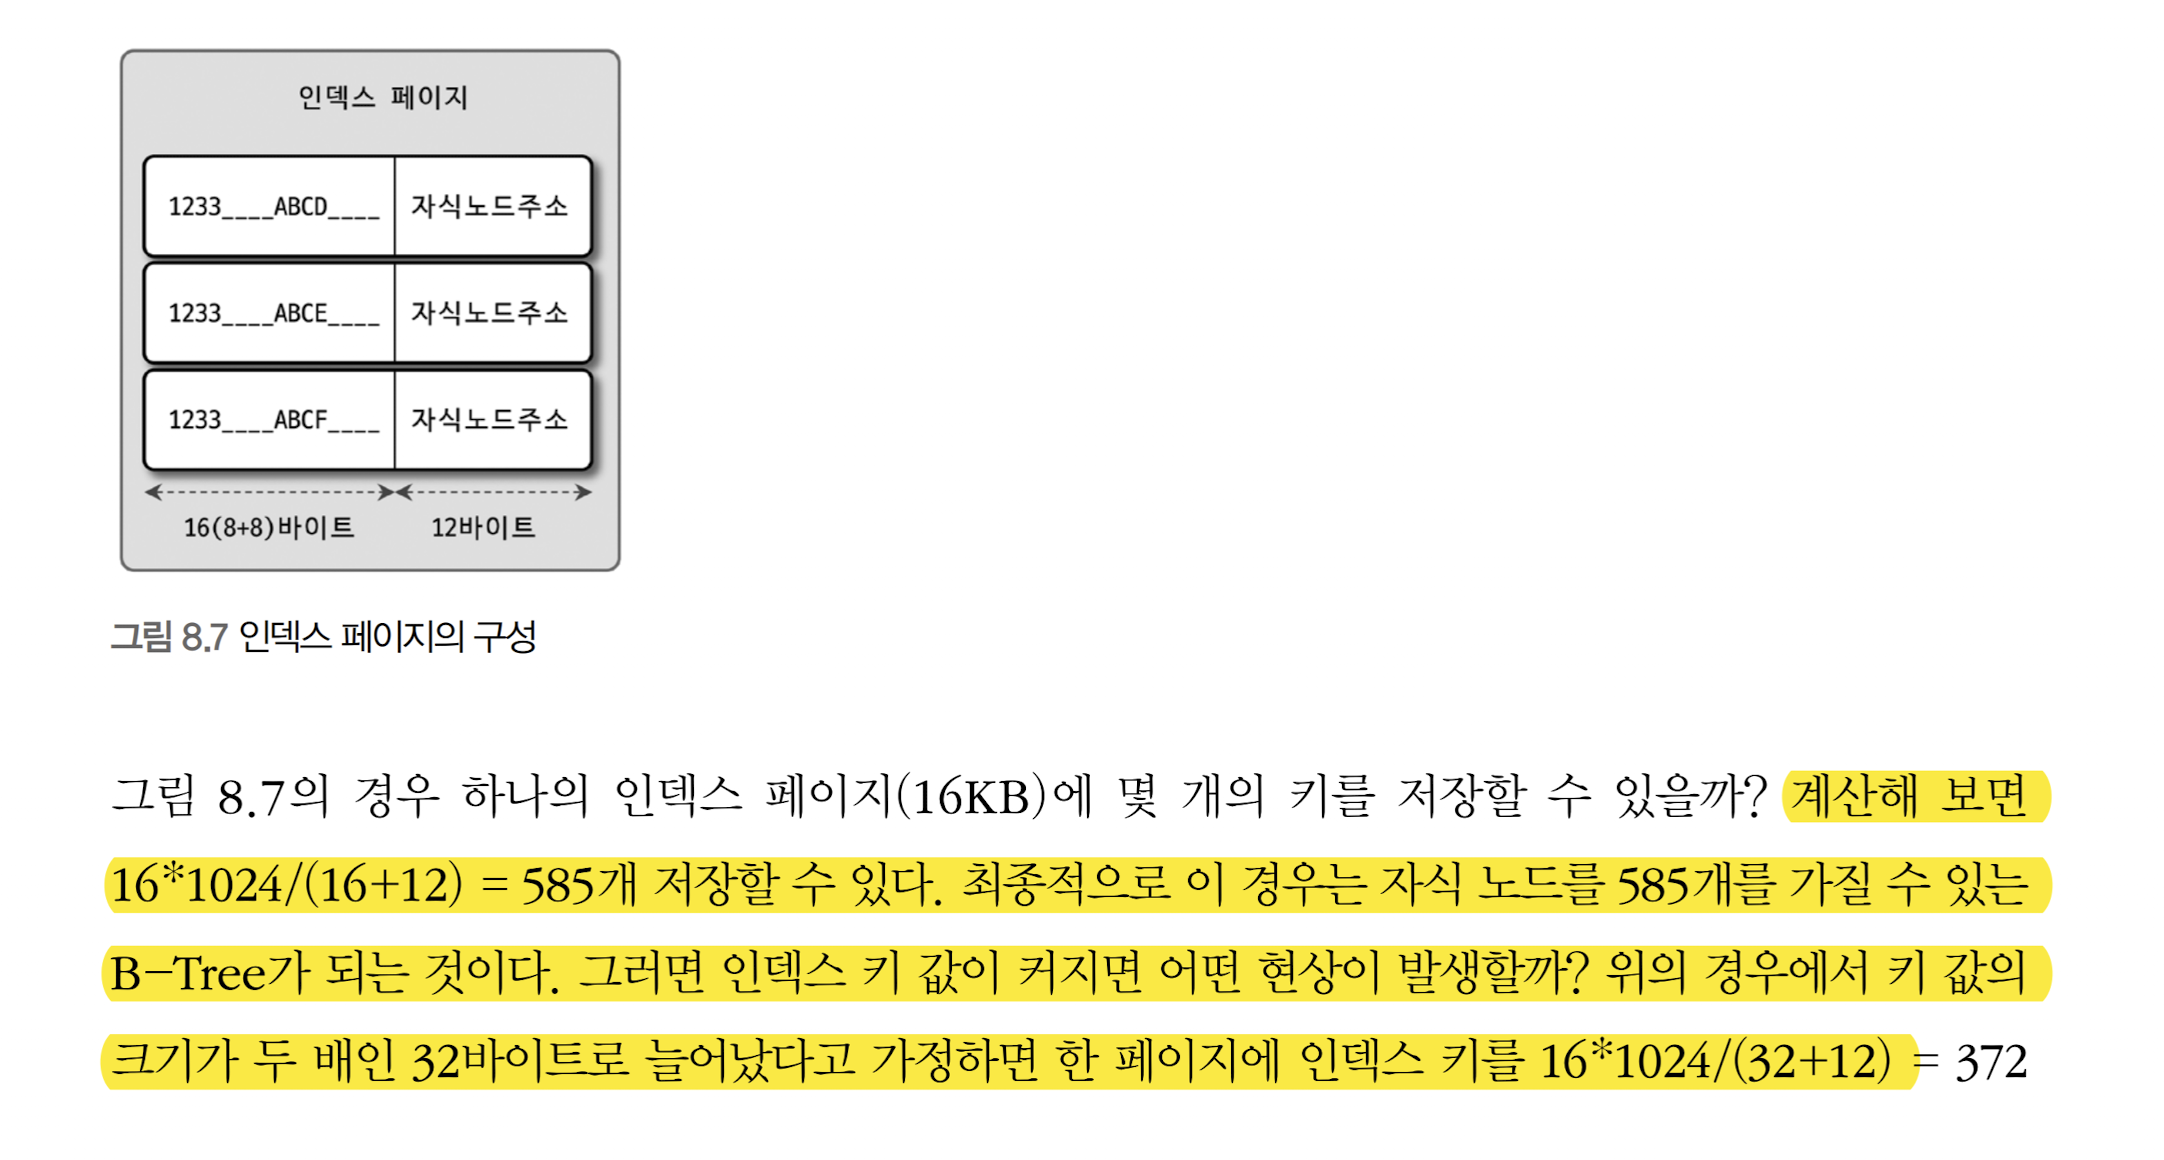 인덱스 페이지
1233____ABCD____ 자식노드주소
1233____ABCE____ 자식노드주소
1233____ABCF____ 자식노드주소
16(8+8)바이트 12바이트
그림 8.7 인덱스 페이지의 구성
그림 8.7의 경우 하나의 인덱스 페이지(16KB)에 몇 개의 키를 저장할 수 있을까? 계산해 보면
16*1024/(16+12) = 585개 저장할 수 있다. 최종적으로 이 경우는 자식 노드를 585개를 가질 수 있는
B-Tree가 되는 것이다. 그러면 인덱스 키 값이 커지면 어떤 현상이 발생할까? 위의 경우에서 키 값의
크기가 두 배인 32바이트로 늘어났다고 가정하면 한 페이지에 인덱스 키를 16*1024/(32+12) = 372